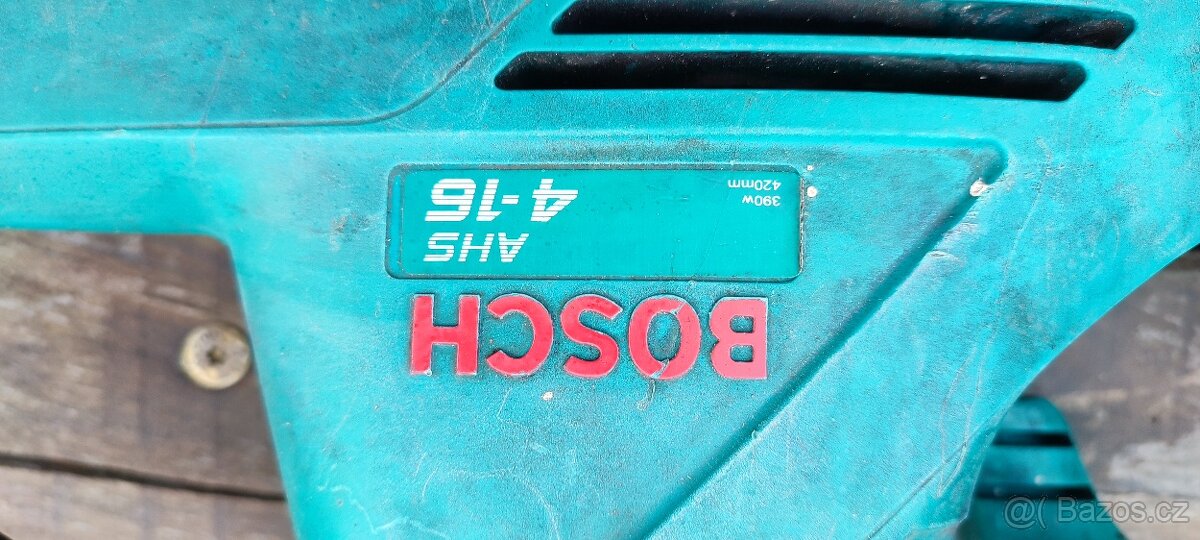 BOSCH
AHS
4-16
390w
420mm
@( Bazos.cz